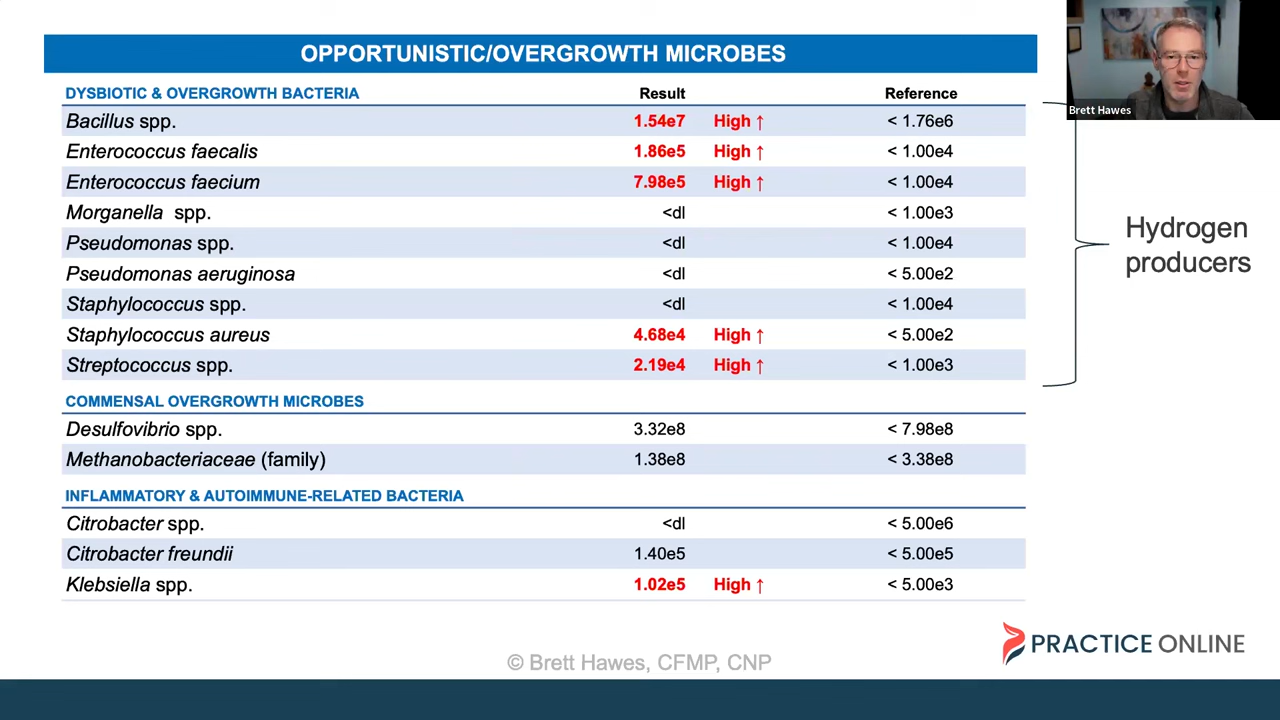 OPPORTUNISTIC/OVERGROWTH MICROBES
Brett Hawes
DYSBIOTIC & OVERGROWTH BACTERIA Result Reference
Bacillus spp. 1.54e7 High ↑ < 1.76e6
Enterococcus faecalis 1.86e5 High ↑ < 1.00e4
Enterococcus faecium 7.98e5 High ↑ < 1.00e4
Morganella spp. <dl < 1.00e3
Pseudomonas spp. <dl < 1.00e4
Pseudomonas aeruginosa <dl < 5.00e2
Staphylococcus spp. <dl < 1.00e4
Staphylococcus aureus 4.68e4 High ↑ < 5.00e2
Streptococcus spp. 2.19e4 High ↑ < 1.00e3
Hydrogen
producers
COMMENSAL OVERGROWTH MICROBES
Desulfovibrio spp. 3.32e8 < 7.98e8
Methanobacteriaceae (family) 1.38e8 < 3.38e8
INFLAMMATORY & AUTOIMMUNE-RELATED BACTERIA
Citrobacter spp. <dl < 5.00e6
Citrobacter freundii 1.40e5 < 5.00e5
Klebsiella spp. 1.02e5 High ↑ < 5.00e3
PRACTICE ONLINE
© Brett Hawes, CFMP, CNP